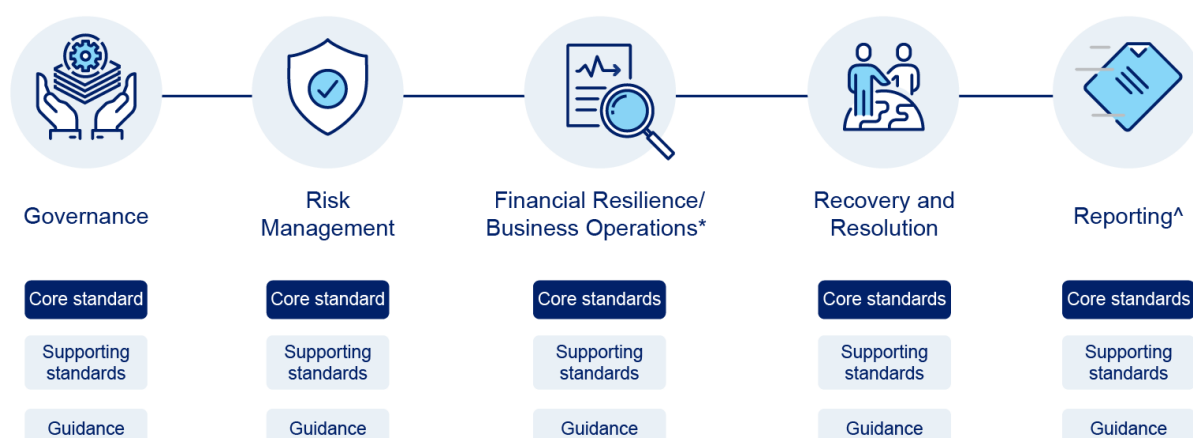 Governance
Risk
Management
Financial Resilience/
Business Operations*
Recovery and
Resolution
Reporting^
Core standard
Core standard
Core standards
Core standards
Core standards
Supporting
standards
Supporting
standards
Supporting
standards
Supporting
standards
Supporting
standards
Guidance
Guidance
Guidance
Guidance
Guidance